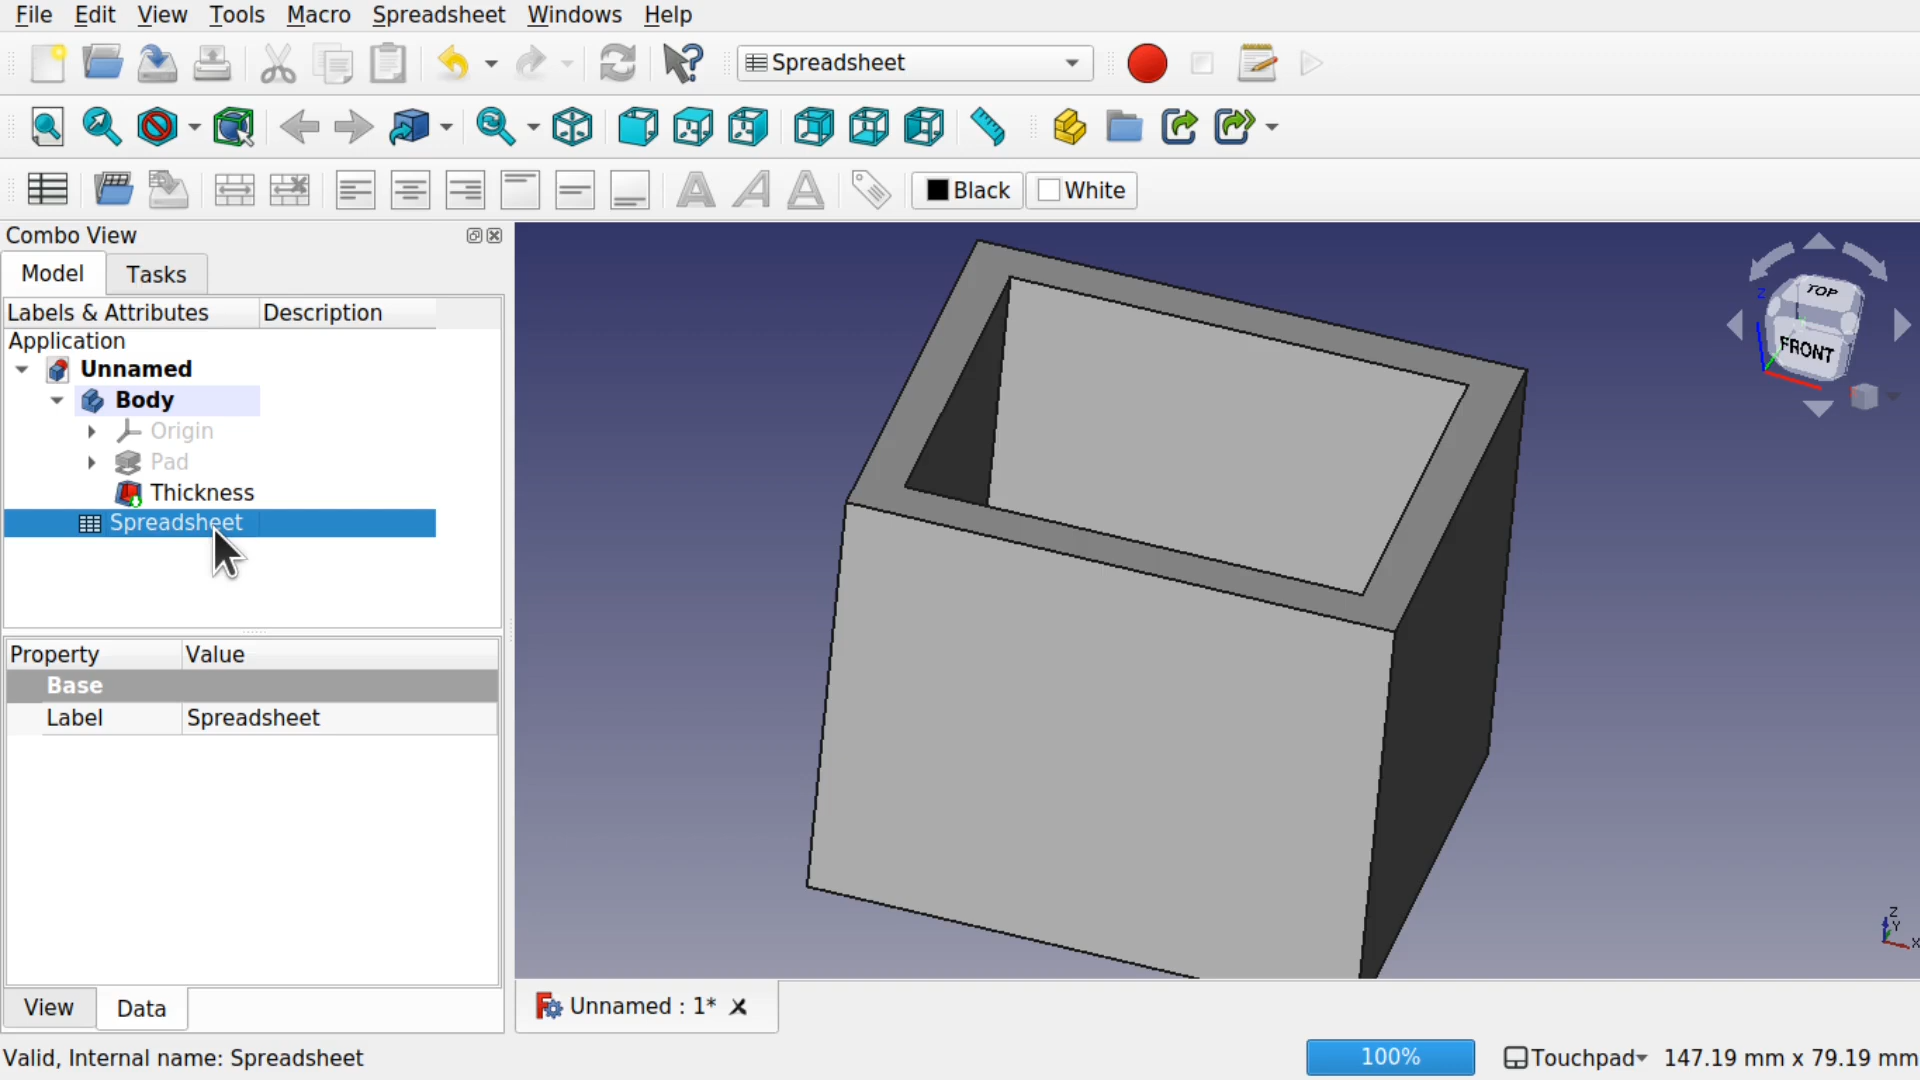 File Edit View Tools Macro Spreadsheet Windows Help
Spreadsheet
Black White
Combo View
Model Tasks
Labels & Attributes Description
Application
Unnamed
Body
Origin
Pad
Thickness
Spreadsheet
Property Value
Base
Label Spreadsheet
View Data
TOP
FRONT
Z
Z
Y
X
Unnamed : 1*
Valid, Internal name: Spreadsheet
100% Touchpad 147.19 mm x 79.19 mm